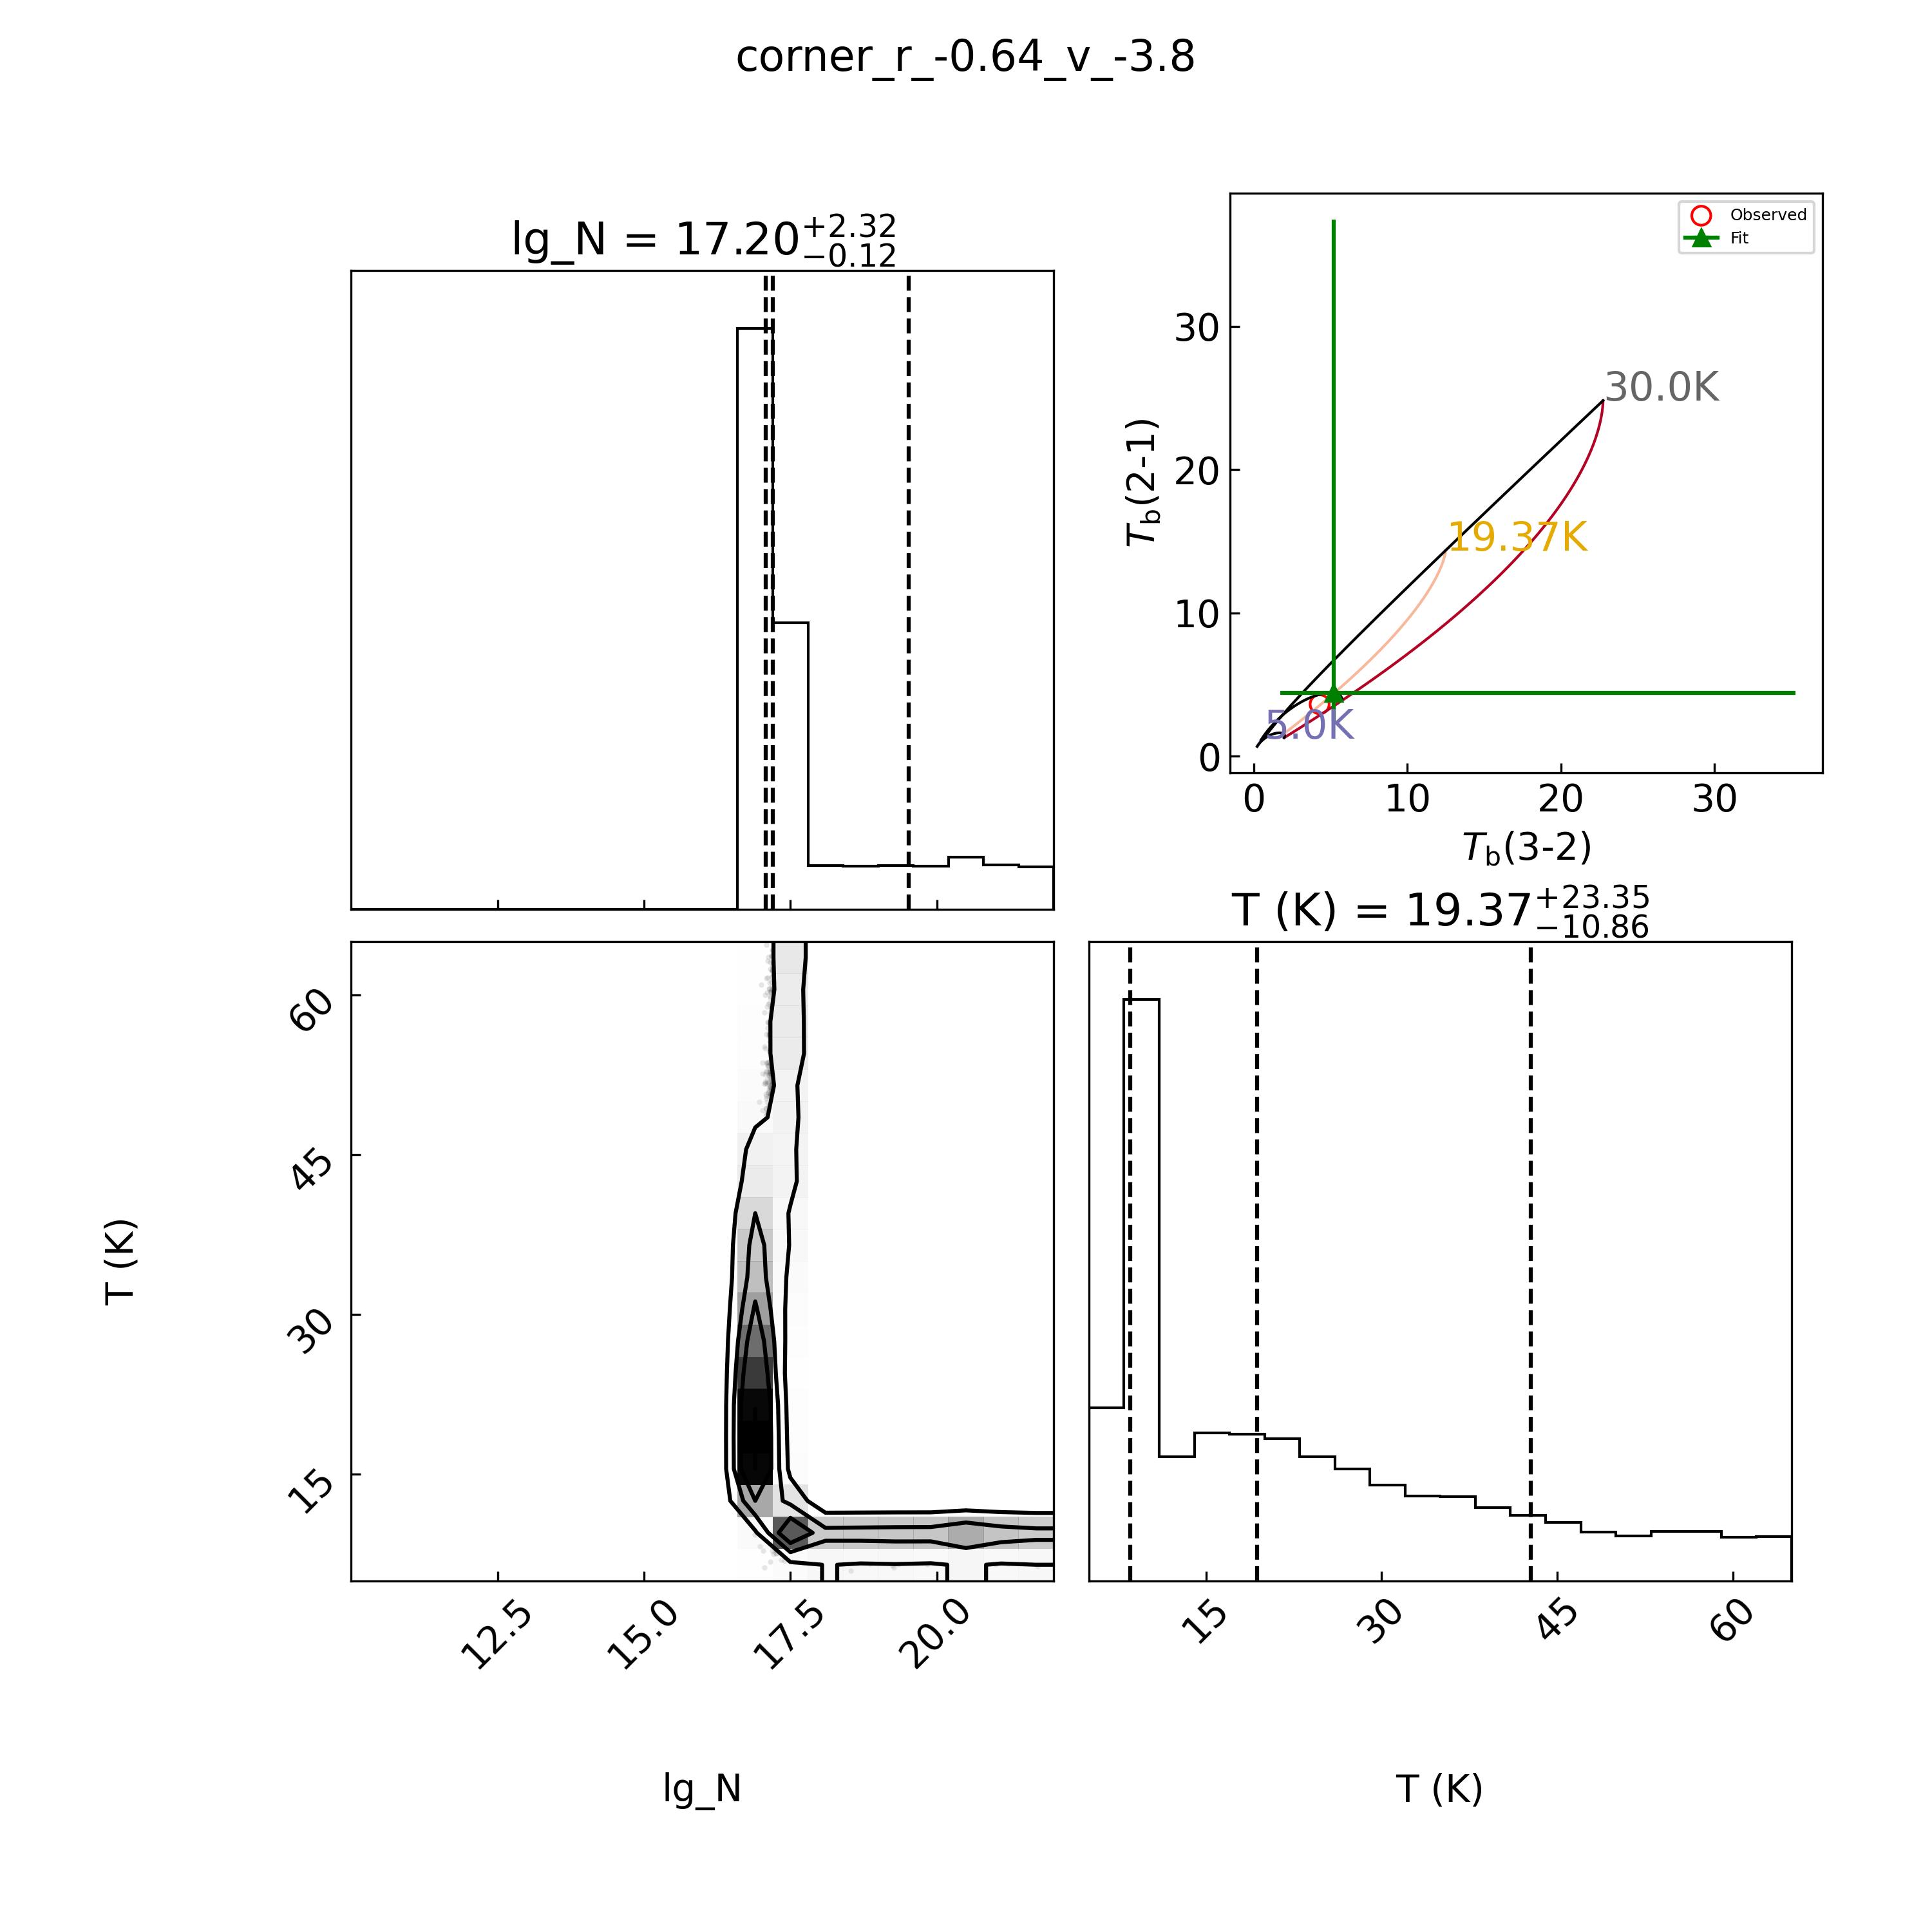 corner_r_-0.64_v_-3.8
lg_N = 17.20+2.32−0.12
Observed
Fit
30
20
10
0
Tb(2-1)
30.0K
19.37K
5.0K
0 10 20 30
Tb(3-2)
T (K) = 19.37+23.35−10.86
60
45
30
15
T (K)
12.5 15.0 17.5 20.0
15 30 45 60
lg_N
T (K)